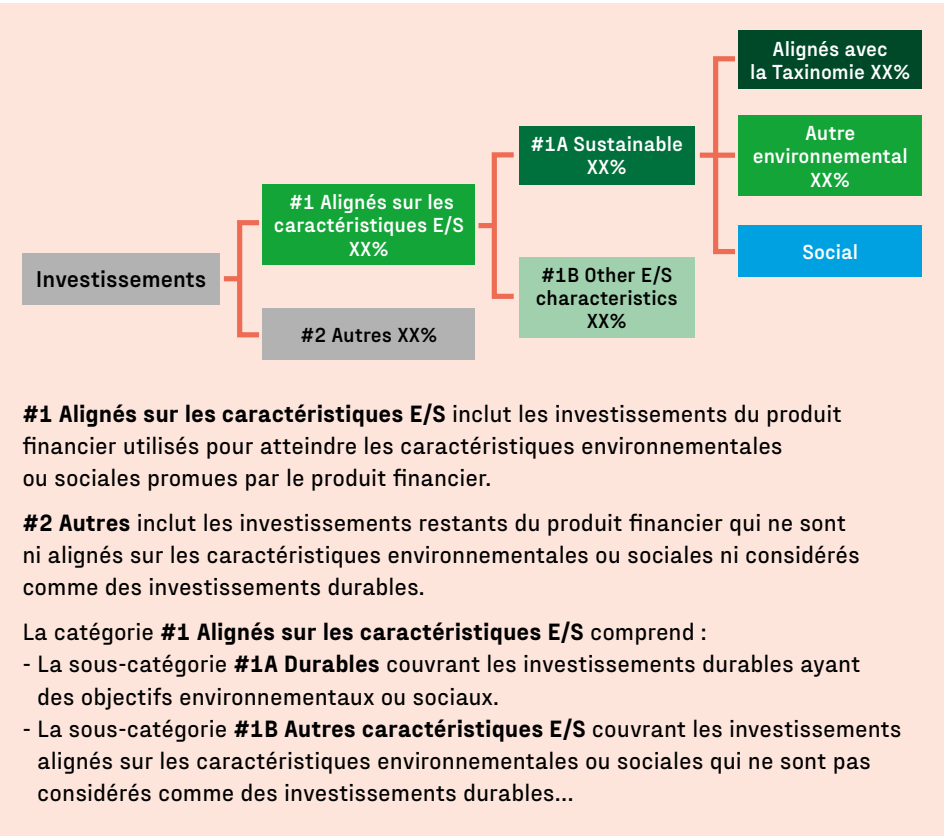 Alignés avec
la Taxinomie XX%
#1A Sustainable
XX%
Autre
environnemental
XX%
#1 Alignés sur les
caractéristiques E/S
XX%
Social
Investissements
#1B Other E/S
characteristics
XX%
#2 Autres XX%
#1 Alignés sur les caractéristiques E/S inclut les investissements du produit
financier utilisés pour atteindre les caractéristiques environnementales
ou sociales promues par le produit financier.
#2 Autres inclut les investissements restants du produit financier qui ne sont
ni alignés sur les caractéristiques environnementales ou sociales ni considérés
comme des investissements durables.
La catégorie #1 Alignés sur les caractéristiques E/S comprend :
- La sous-catégorie #1A Durables couvrant les investissements durables ayant
des objectifs environnementaux ou sociaux.
- La sous-catégorie #1B Autres caractéristiques E/S couvrant les investissements
alignés sur les caractéristiques environnementales ou sociales qui ne sont pas
considérés comme des investissements durables...